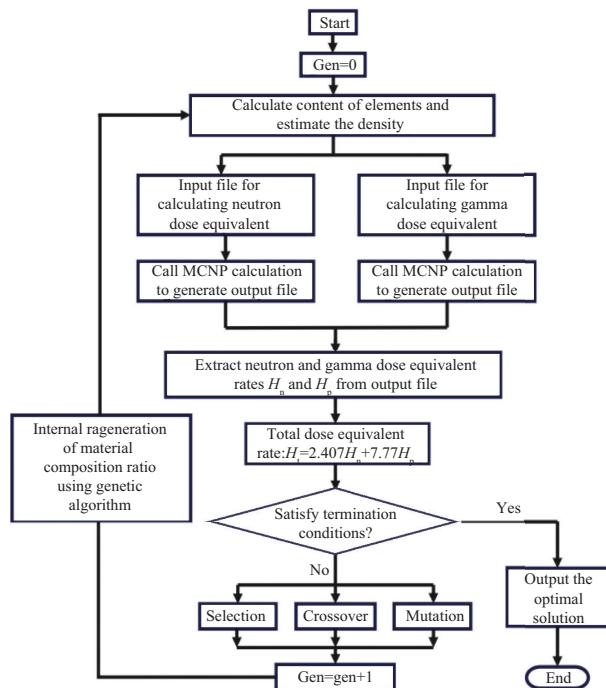 Start
Gen=0
Calculate content of elements and
estimate the density
Input file for
calculating neutron
dose equivalent
Input file for
calculating gamma
dose equivalent
Call MCNP calculation
to generate output file
Call MCNP calculation
to generate output file
Extract neutron and gamma dose equivalent
rates Hn and Hp from output file
Internal rageneration
of material
composition ratio
using genetic
algorithm
Total dose equivalent
rate:Ht=2.407Hn+7.77Hp
Satisfy termination
conditions?
Yes
No
Output the
optimal
solution
Selection
Crossover
Mutation
Gen=gen+1
End